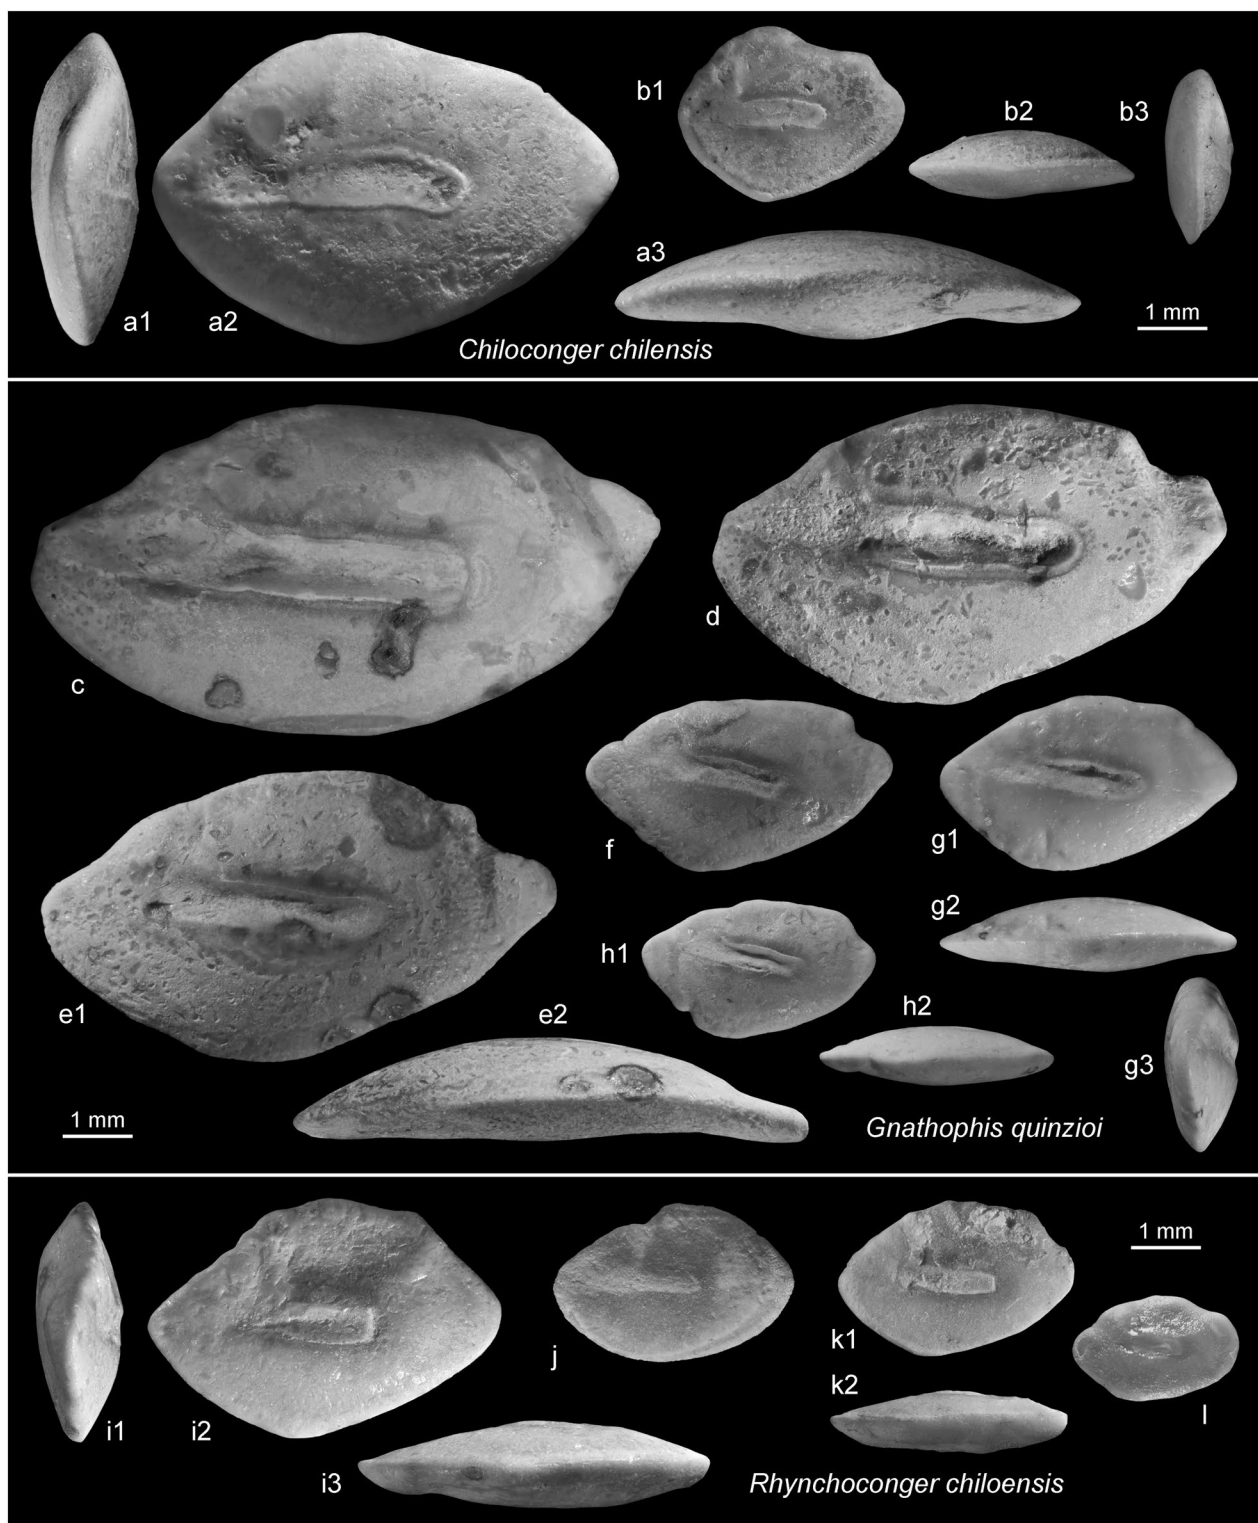 b1
b2
b3
a3
a1
a2
1 mm
Chiloconger chilensis
c
d
f
g1
g2
h1
e1
e2
h2
g3
1 mm
Gnathophis quinzioi
1 mm
j
k1
k2
l
i1
i2
i3
Rhynchoconger chiloensis